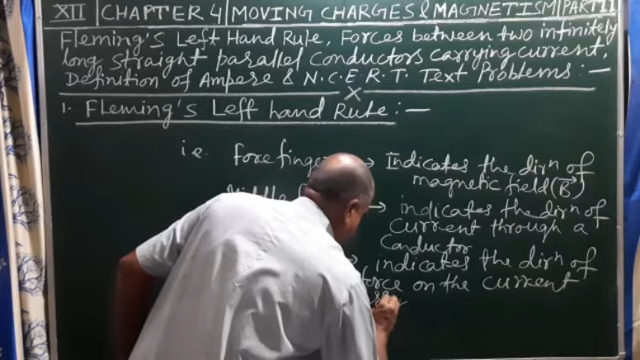 XII | CHAPTER 4 | MOVING CHARGES & MAGNETISM | PART 11
Fleming's Left Hand Rule, Forces between two infinitely
long straight parallel Conductors carrying current,
Definition of Ampere & N.C.E.R.T. Text Problems:—
1. Fleming's Left hand Rule:—
i.e. Forefinger → Indicates the dirn of
magnetic field (B)
Middle → indicates the dirn of
current through a
Conductor
indicates the dirn of
force on the current